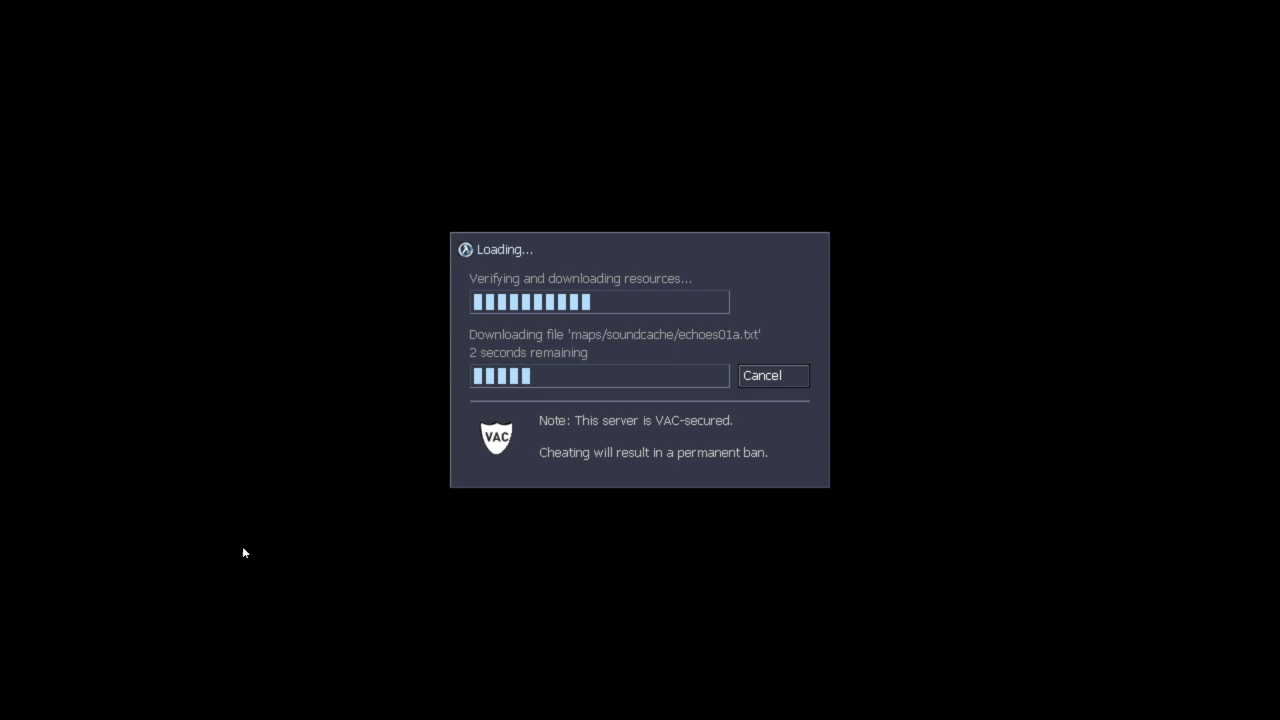 Loading...
Verifying and downloading resources...
Downloading file 'maps/soundcache/echoes01a.txt'
2 seconds remaining
Cancel
Note: This server is VAC-secured.
VAC
Cheating will result in a permanent ban.